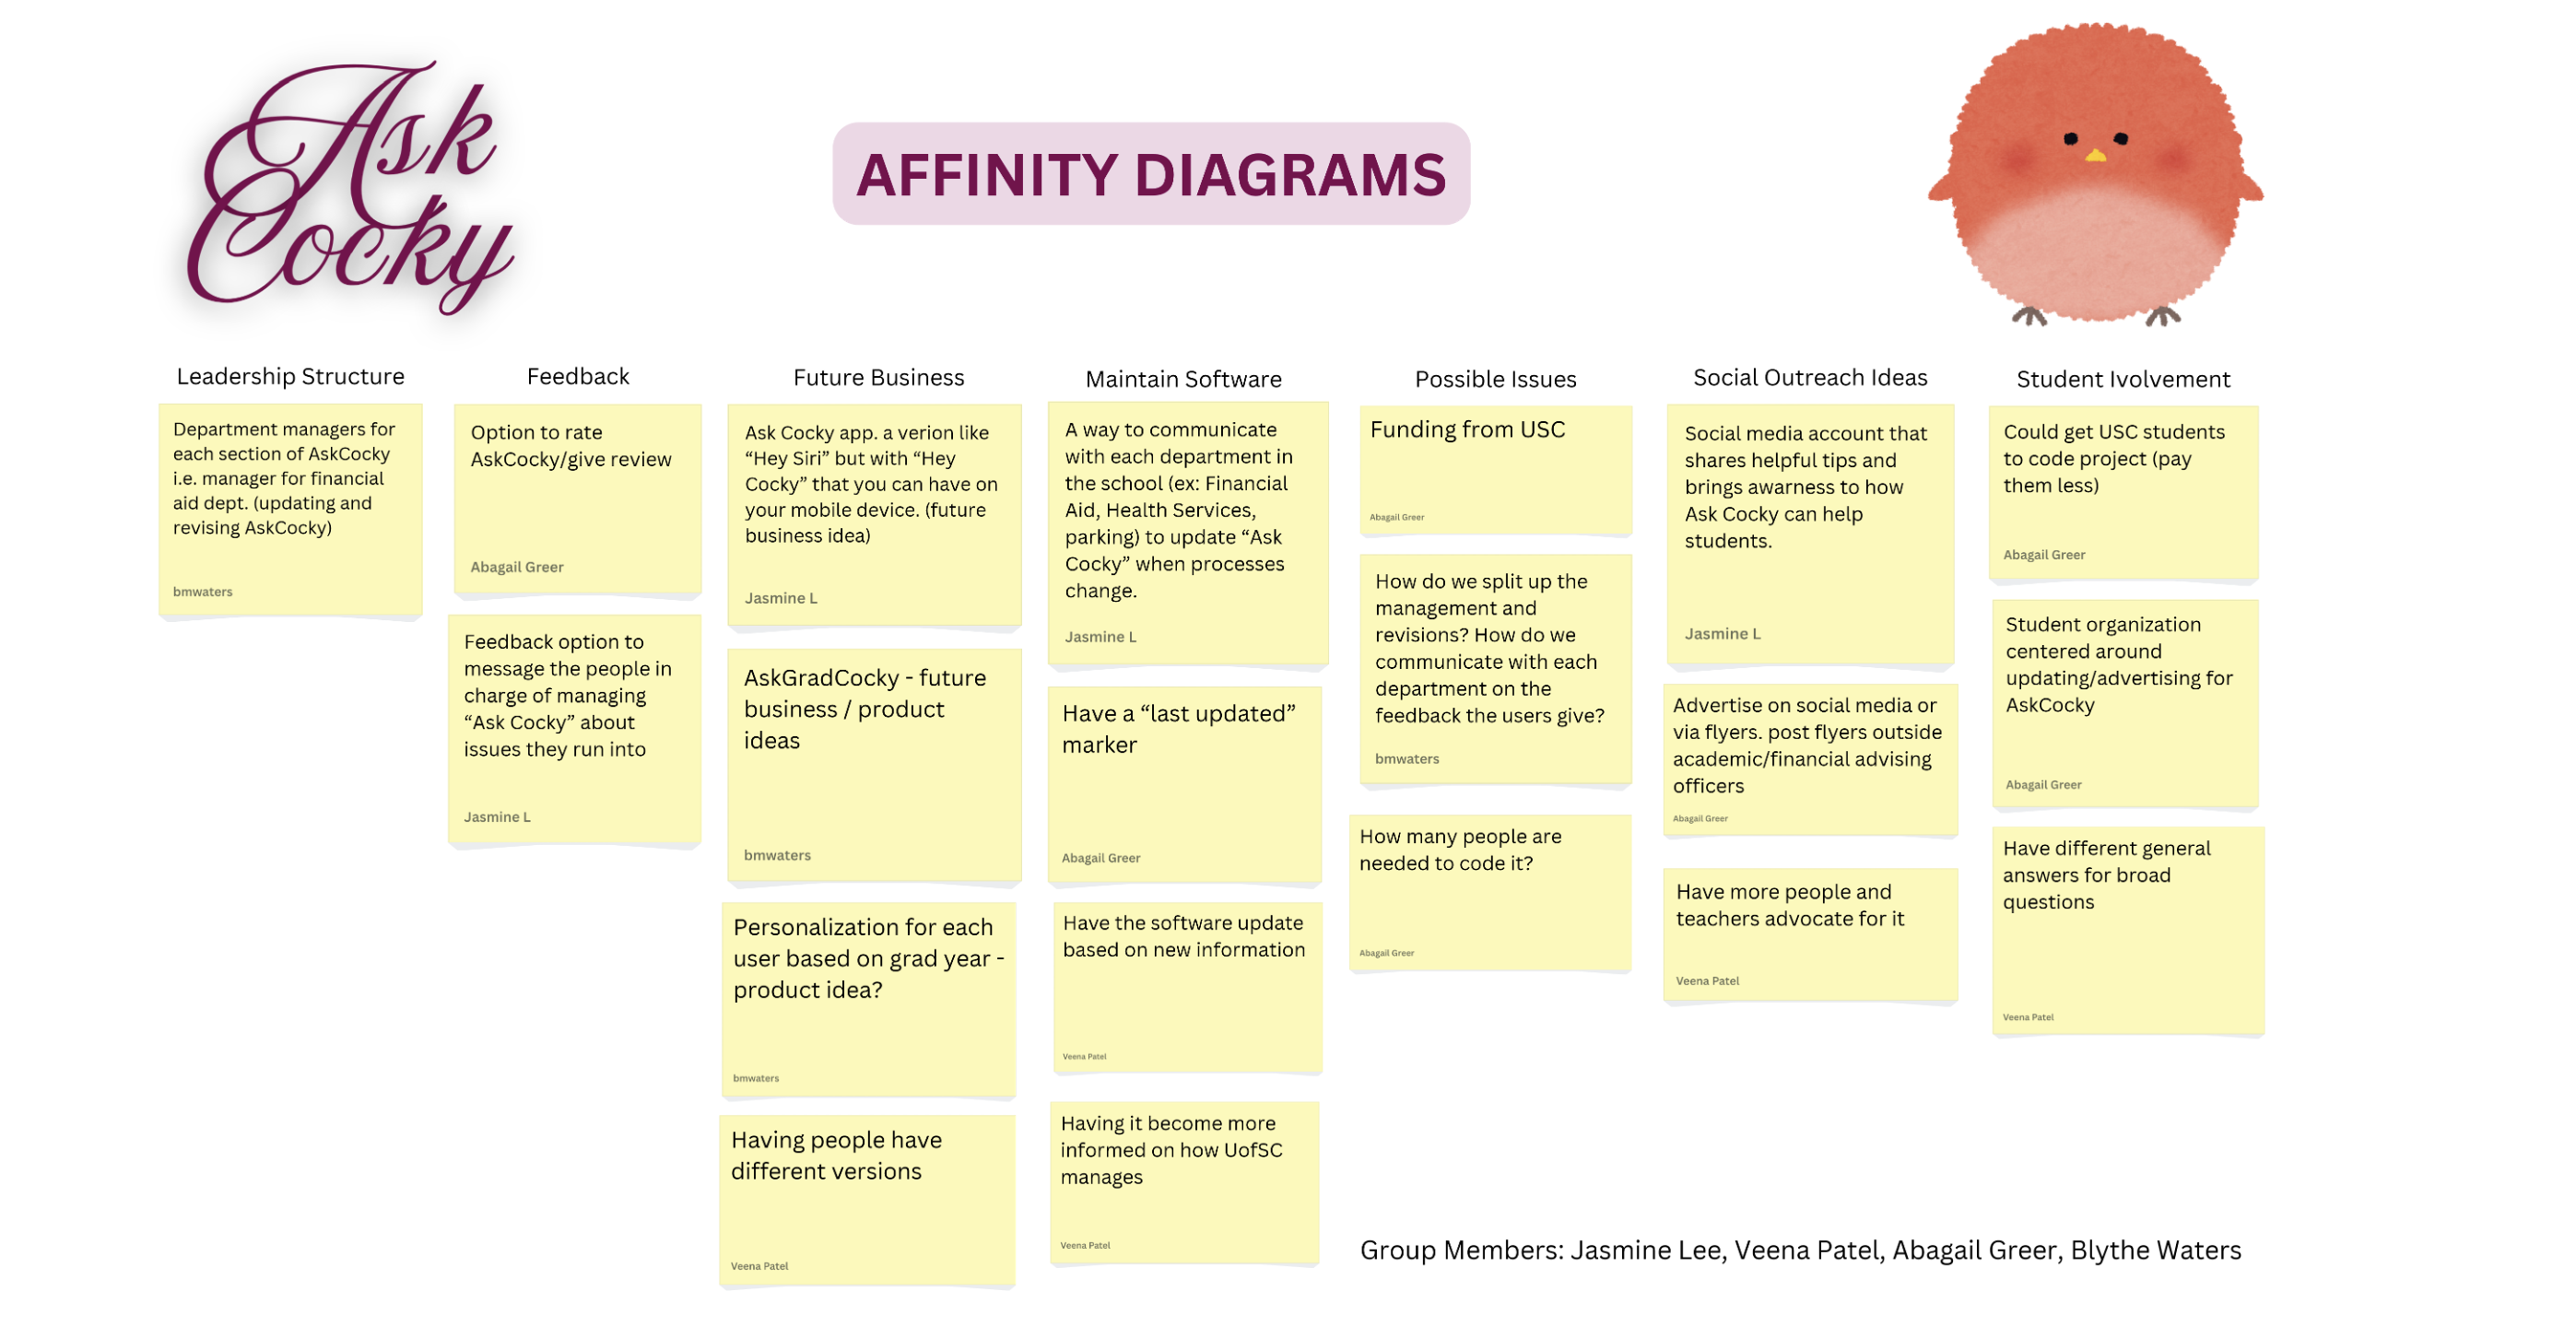 Ask
Cocky
AFFINITY DIAGRAMS
Leadership Structure
Department managers for
each section of AskCocky
i.e. manager for financial
aid dept. (updating and
revising AskCocky)
bmwaters
Feedback
Option to rate
AskCocky/give review
Abagail Greer
Feedback option to
message the people in
charge of managing
“Ask Cocky” about
issues they run into
Jasmine L
Future Business
Ask Cocky app. a verion like
“Hey Siri” but with “Hey
Cocky” that you can have on
your mobile device. (future
business idea)
Jasmine L
AskGradCocky - future
business / product
ideas
bmwaters
Personalization for each
user based on grad year -
product idea?
bmwaters
Having people have
different versions
Veena Patel
Maintain Software
A way to communicate
with each department in
the school (ex: Financial
Aid, Health Services,
parking) to update “Ask
Cocky” when processes
change.
Jasmine L
Have a “last updated”
marker
Abagail Greer
Have the software update
based on new information
Veena Patel
Having it become more
informed on how UofSC
manages
Veena Patel
Possible Issues
Funding from USC
Abagail Greer
How do we split up the
management and
revisions? How do we
communicate with each
department on the
feedback the users give?
bmwaters
How many people are
needed to code it?
Abagail Greer
Social Outreach Ideas
Social media account that
shares helpful tips and
brings awarness to how
Ask Cocky can help
students.
Jasmine L
Advertise on social media or
via flyers. post flyers outside
academic/financial advising
officers
Abagail Greer
Have more people and
teachers advocate for it
Veena Patel
Student Ivolvement
Could get USC students
to code project (pay
them less)
Abagail Greer
Student organization
centered around
updating/advertising for
AskCocky
Abagail Greer
Have different general
answers for broad
questions
Veena Patel
Group Members: Jasmine Lee, Veena Patel, Abagail Greer, Blythe Waters